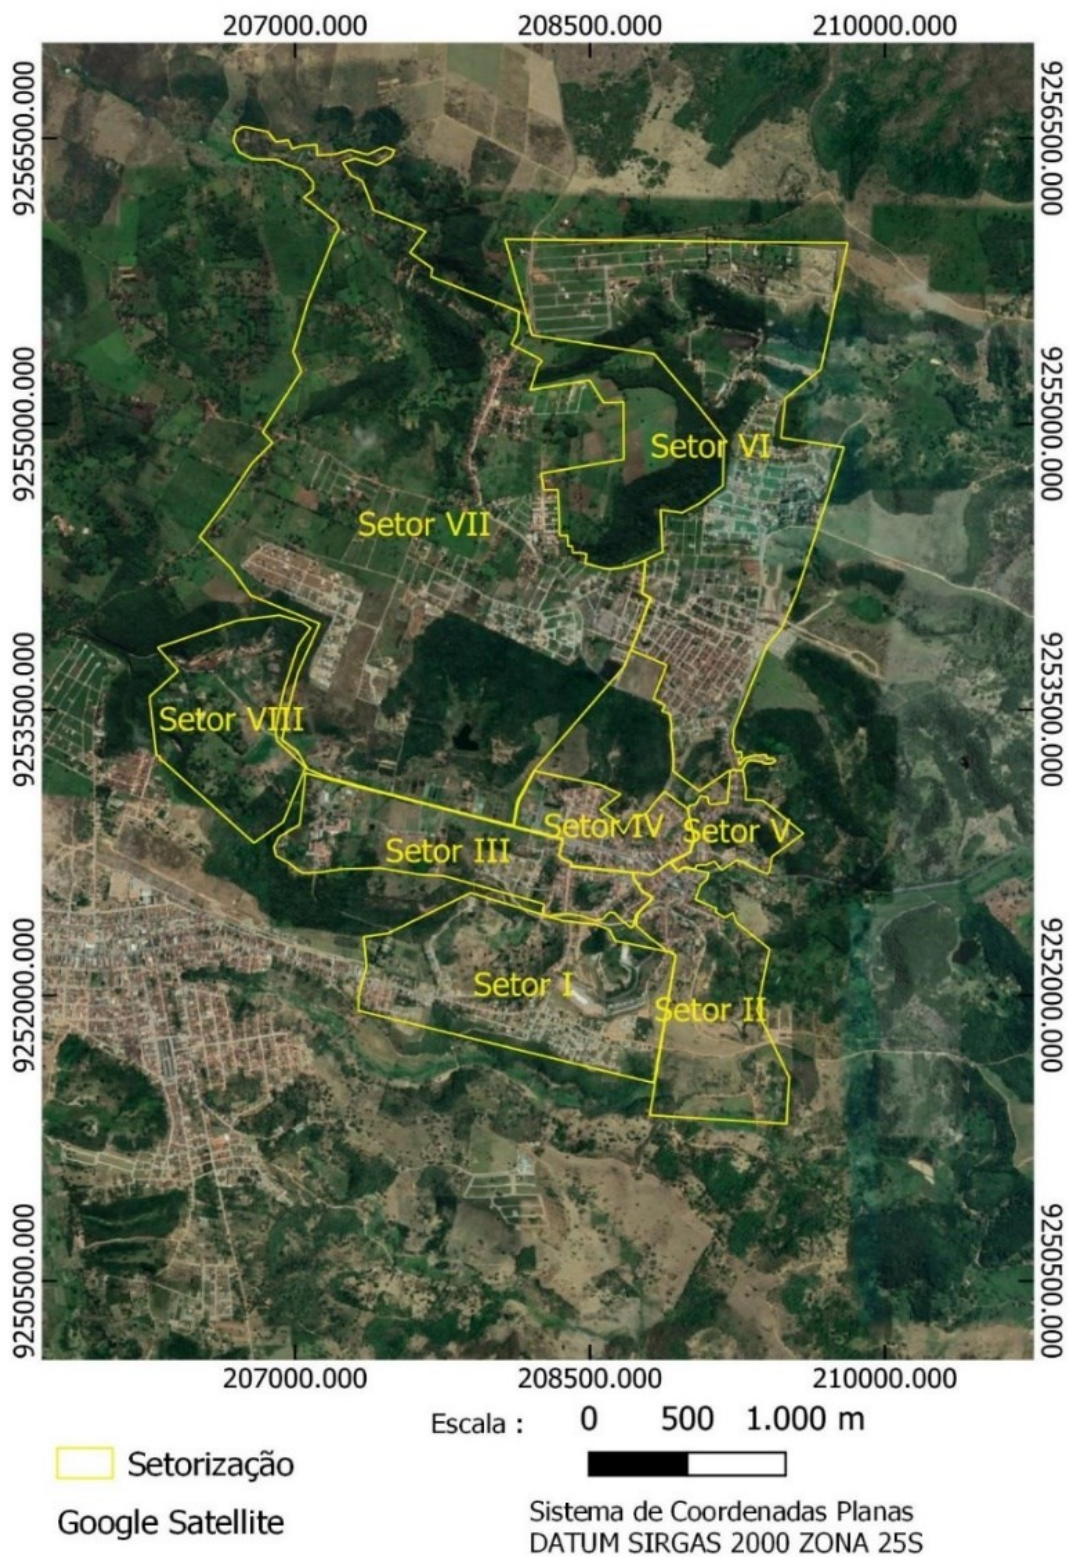 207000.000 208500.000 210000.000
9256500.000 9256500.000
9255000.000 9255000.000
Setor VI
Setor VII
9253500.000 9253500.000
Setor VIII
Setor IV Setor V
Setor III
9252000.000 9252000.000
Setor I
Setor II
9250500.000 9250500.000
207000.000 208500.000 210000.000
Escala : 0 500 1.000 m
Setorização
Google Satellite
Sistema de Coordenadas Planas
DATUM SIRGAS 2000 ZONA 25S